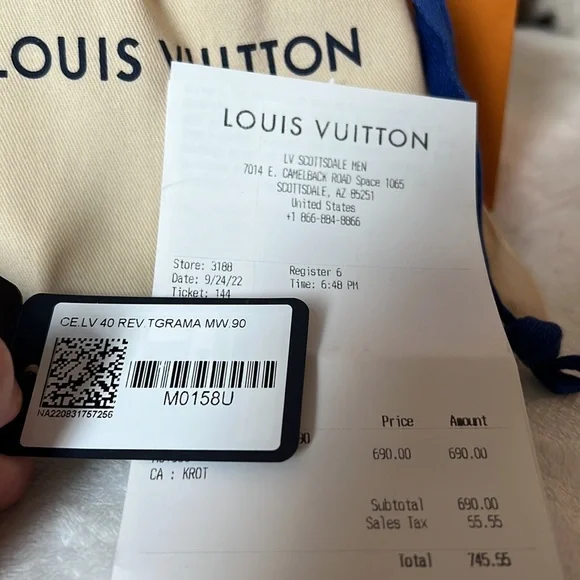 LOUIS VUITTON
LOUIS VUITTON
LV SCOTTSDALE MEN
7014 E. CAMELBACK ROAD Space 1065
SCOTTSDALE, AZ 85251
United States
+1 866-884-8866
Store: 3188
Register 6
Date: 9/24/22
Time: 6:48 PM
Ticket: 144
CE.LV 40 REV.TGRAMA MW.90
M0158U
NA220831757256
Price Amount
690.00 690.00
CA : KROT
Subtotal 690.00
Sales Tax 55.55
Total 745.55